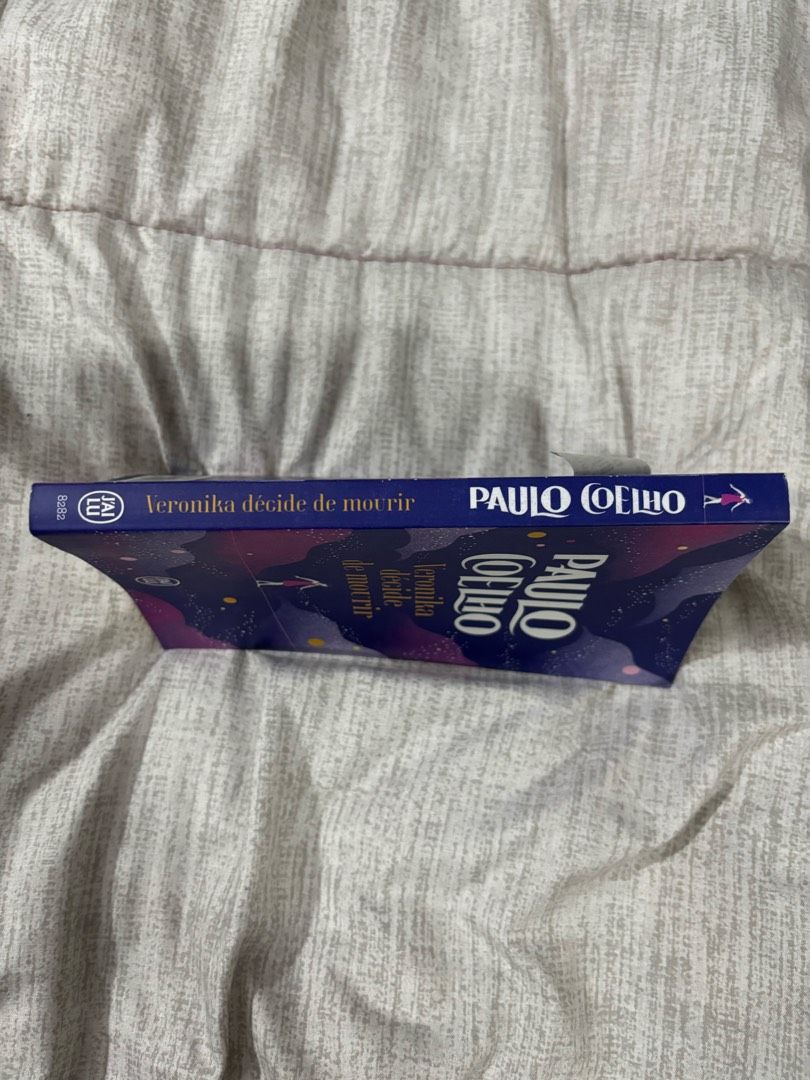 8282
J'AI
LU
Veronika décide de mourir
PAULO COELHO
PAULO
COELHO
Veronika
décide
de mourir